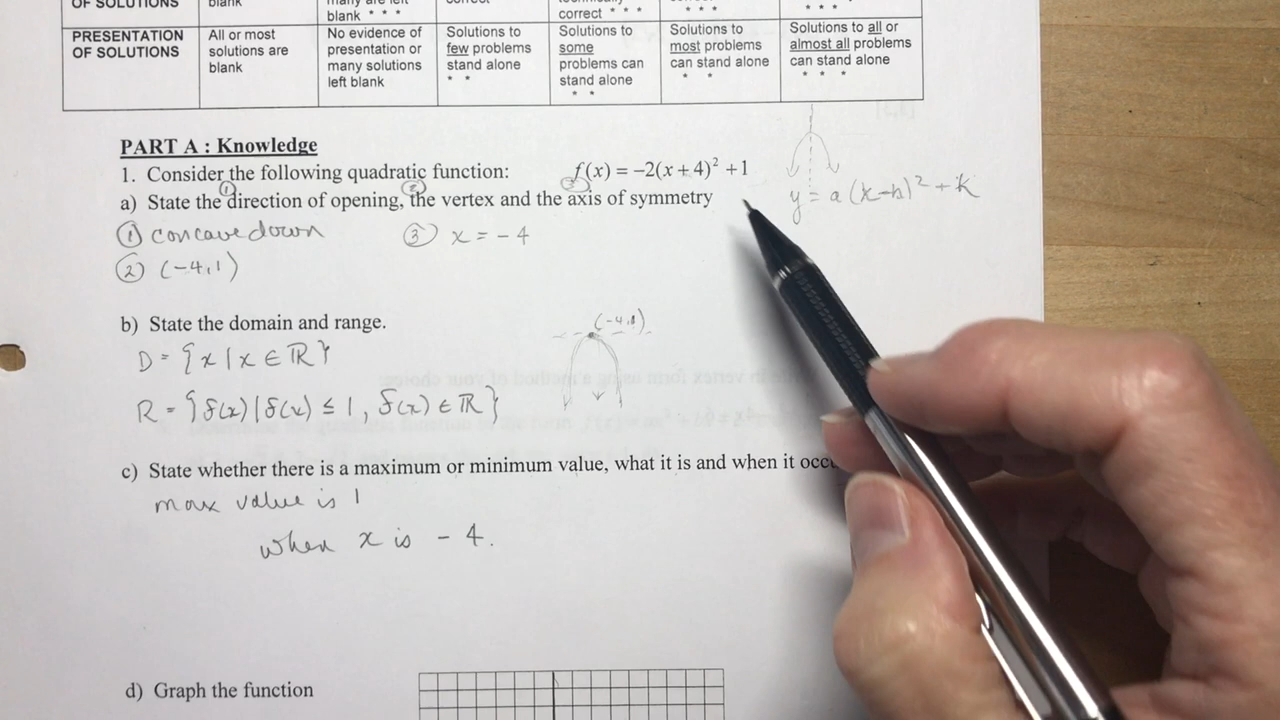 OF SOLUTIONS blank many are left blank * * * correct technically correct * * * * * * * * *
PRESENTATION OF SOLUTIONS
All or most solutions are blank
No evidence of presentation or many solutions left blank
Solutions to few problems stand alone * *
Solutions to some problems can stand alone * *
Solutions to most problems can stand alone * *
Solutions to all or almost all problems can stand alone * * *
PART A : Knowledge
1. Consider the following quadratic function: f(x) = −2(x + 4)² + 1
y = a(x−h)² + k
① ② ③
a) State the direction of opening, the vertex and the axis of symmetry
① concave down ③ x = − 4
② (−4,1)
b) State the domain and range.
(−4,1)
D = {x | x ∈ ℝ}
R = {f(x) | f(x) ≤ 1, f(x) ∈ ℝ}
c) State whether there is a maximum or minimum value, what it is and when it
max value is 1
when x is − 4.
d) Graph the function